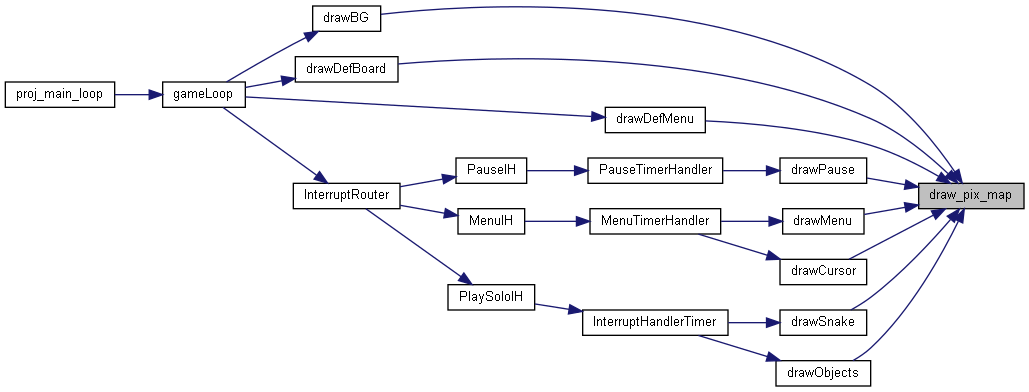 drawBG
drawDefBoard
proj_main_loop
gameLoop
drawDefMenu
PauseIH
PauseTimerHandler
drawPause
InterruptRouter
draw_pix_map
MenuIH
MenuTimerHandler
drawMenu
drawCursor
PlaySoloIH
InterruptHandlerTimer
drawSnake
drawObjects